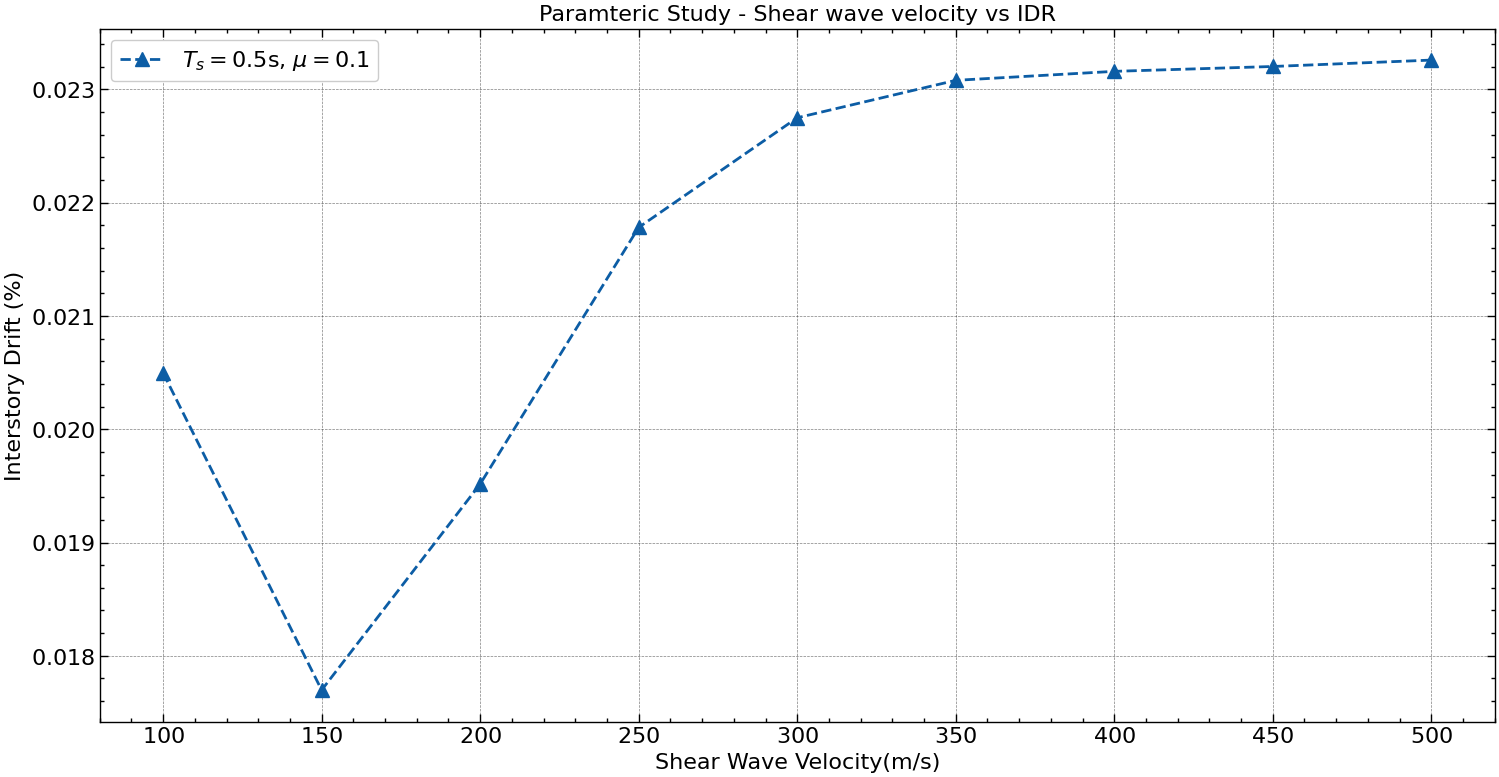 Paramteric Study - Shear wave velocity vs IDR
T_s = 0.5s, μ = 0.1
0.023
0.022
0.021
0.020
0.019
0.018
Interstory Drift (%)
100 150 200 250 300 350 400 450 500
Shear Wave Velocity(m/s)